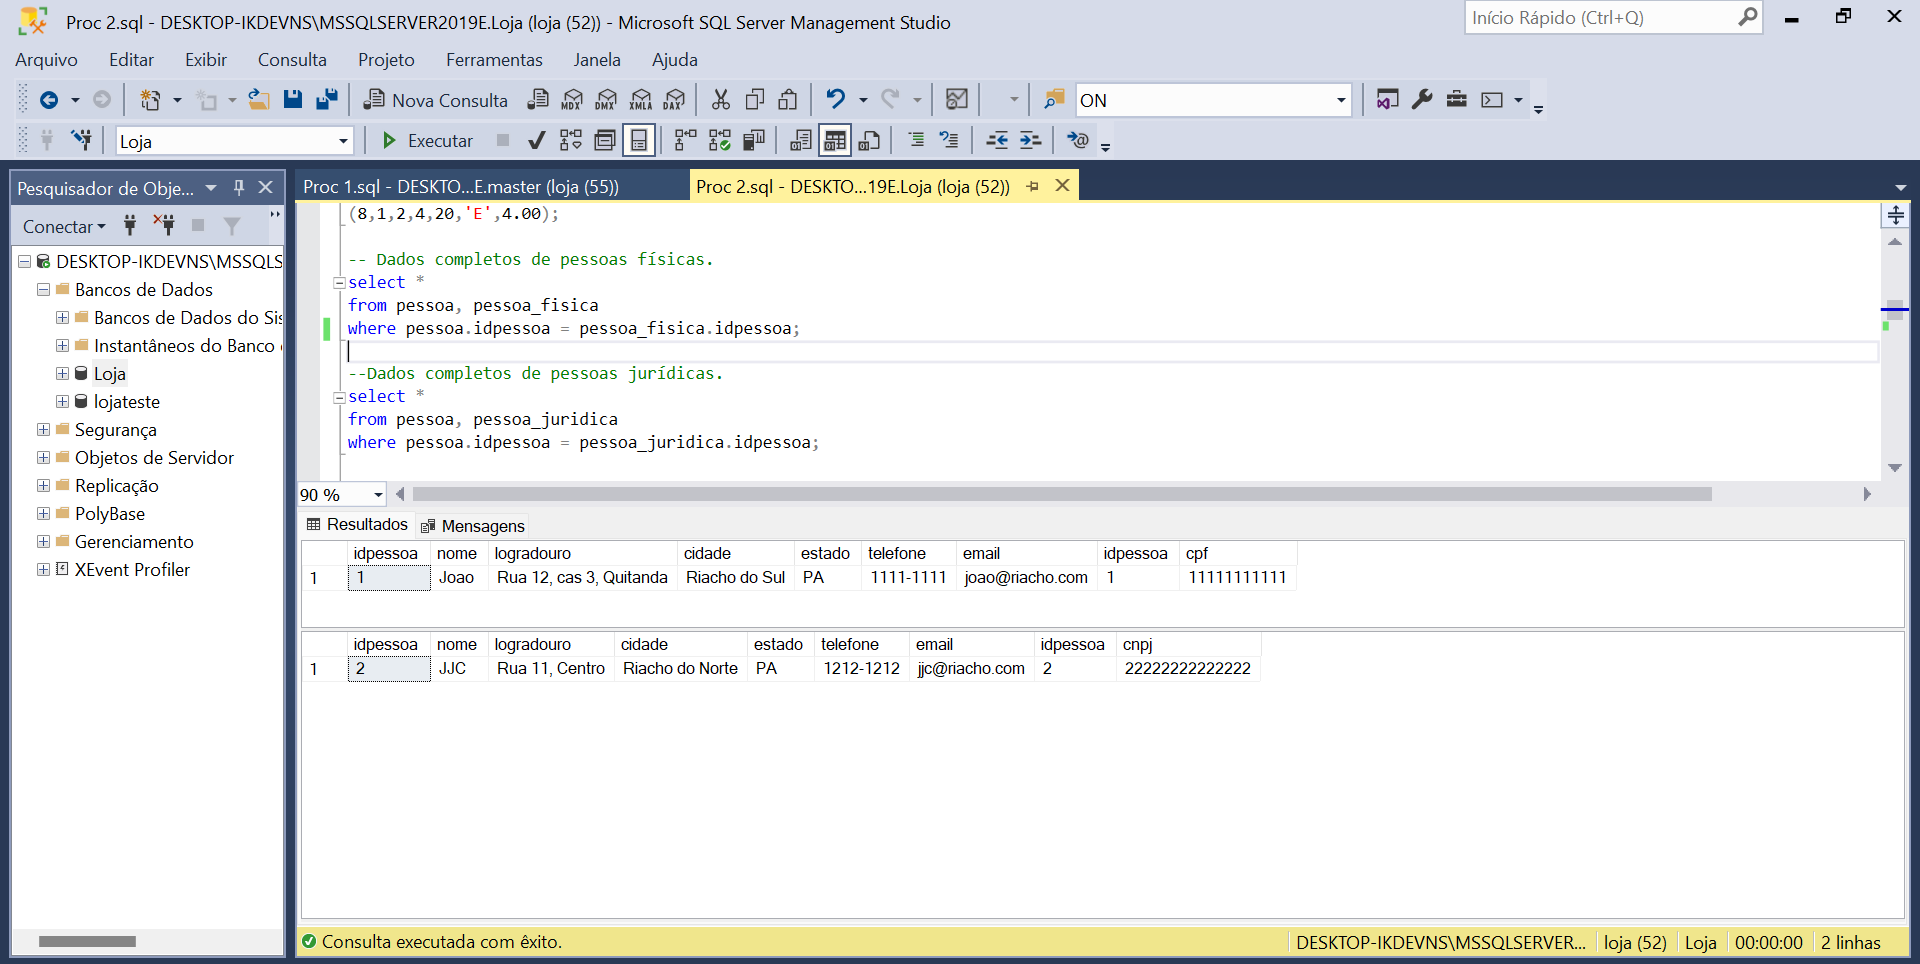 Proc 2.sql - DESKTOP-IKDEVNS\MSSQLSERVER2019E.Loja (loja (52)) - Microsoft SQL Server Management Studio
Início Rápido (Ctrl+Q)
Arquivo Editar Exibir Consulta Projeto Ferramentas Janela Ajuda
Nova Consulta MDX DMX XMLA DAX ON
Loja Executar
Pesquisador de Obje...
Conectar
DESKTOP-IKDEVNS\MSSQLS
Bancos de Dados
Bancos de Dados do Sis
Instantâneos do Banco
Loja
lojateste
Segurança
Objetos de Servidor
Replicação
PolyBase
Gerenciamento
XEvent Profiler
Proc 1.sql - DESKTO...E.master (loja (55)) Proc 2.sql - DESKTO...19E.Loja (loja (52))
(8,1,2,4,20,'E',4.00);
-- Dados completos de pessoas físicas.
select *
from pessoa, pessoa_fisica
where pessoa.idpessoa = pessoa_fisica.idpessoa;
--Dados completos de pessoas jurídicas.
select *
from pessoa, pessoa_juridica
where pessoa.idpessoa = pessoa_juridica.idpessoa;
90 %
Resultados Mensagens
idpessoa nome logradouro cidade estado telefone email idpessoa cpf
1 1 Joao Rua 12, cas 3, Quitanda Riacho do Sul PA 1111-1111 joao@riacho.com 1 11111111111
idpessoa nome logradouro cidade estado telefone email idpessoa cnpj
1 2 JJC Rua 11, Centro Riacho do Norte PA 1212-1212 jjc@riacho.com 2 22222222222222
Consulta executada com êxito. DESKTOP-IKDEVNS\MSSQLSERVER... loja (52) Loja 00:00:00 2 linhas